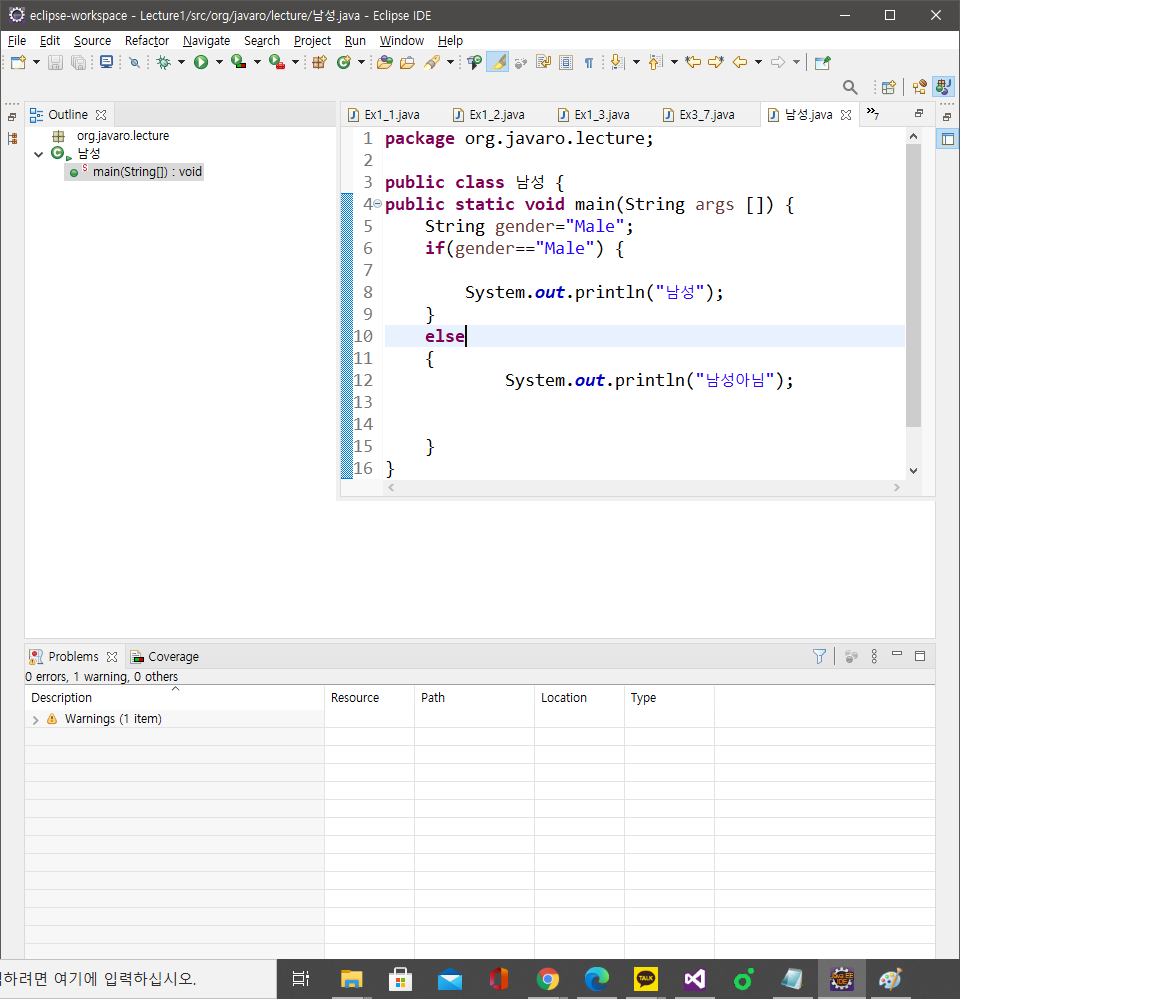 eclipse-workspace - Lecture1/src/org/javaro/lecture/남성.java - Eclipse IDE
File Edit Source Refactor Navigate Search Project Run Window Help
Outline
org.javaro.lecture
남성
main(String[]) : void
Ex1_1.java Ex1_2.java Ex1_3.java Ex3_7.java 남성.java »7
1 package org.javaro.lecture;
2
3 public class 남성 {
4 public static void main(String args []) {
5 String gender="Male";
6 if(gender=="Male") {
7
8 System.out.println("남성");
9 }
10 else
11 {
12 System.out.println("남성아님");
13
14
15 }
16 }
Problems Coverage
0 errors, 1 warning, 0 others
Description Resource Path Location Type
Warnings (1 item)
하려면 여기에 입력하십시오.
TALK